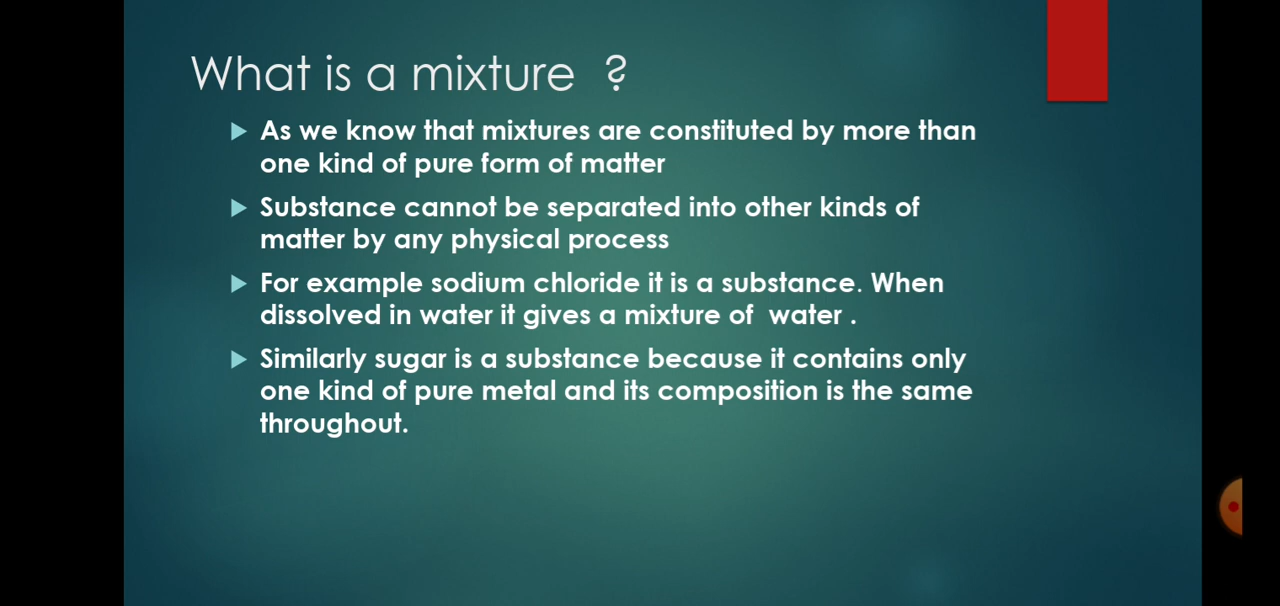 What is a mixture  ?
As we know that mixtures are constituted by more than
one kind of pure form of matter
Substance cannot be separated into other kinds of
matter by any physical process
For example sodium chloride it is a substance. When
dissolved in water it gives a mixture of  water .
Similarly sugar is a substance because it contains only
one kind of pure metal and its composition is the same
throughout.